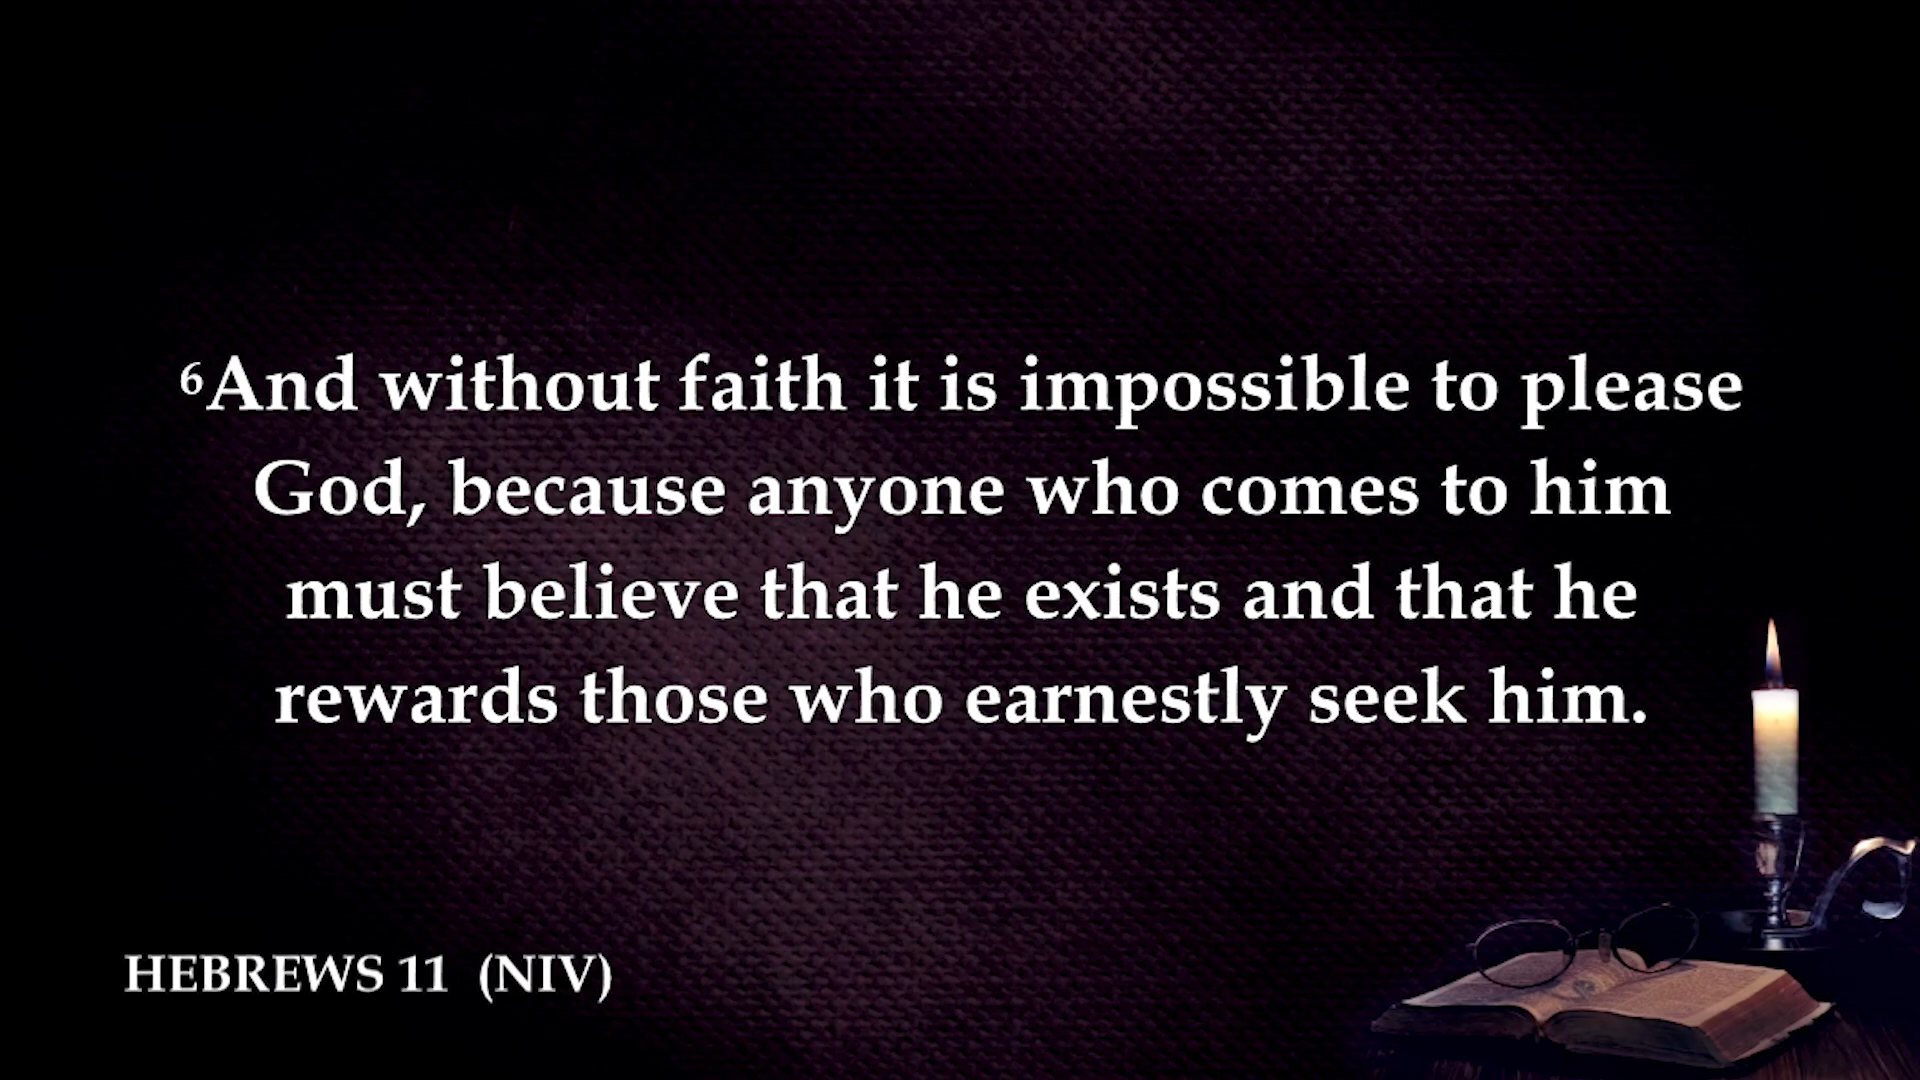 ⁶And without faith it is impossible to please
God, because anyone who comes to him
must believe that he exists and that he
rewards those who earnestly seek him.
HEBREWS 11 (NIV)